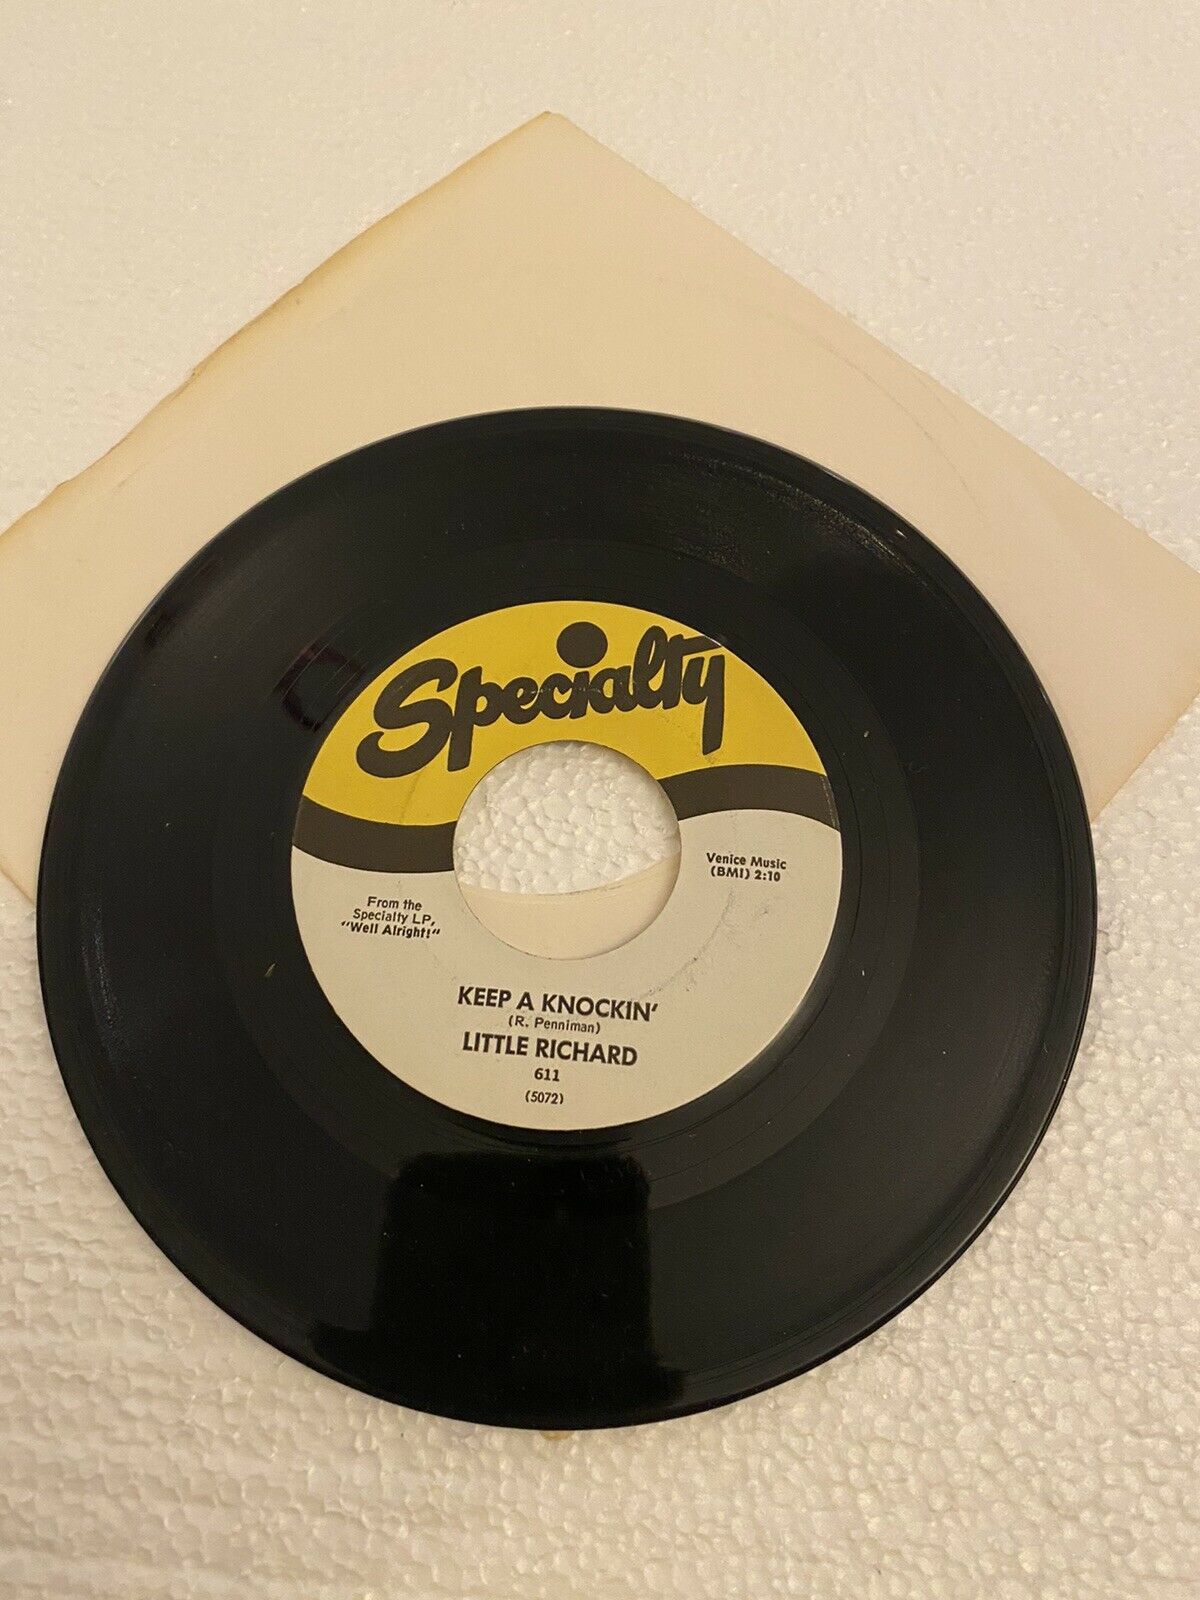 Specialty
Venice Music
(BMI) 2:10
From the
Specialty LP,
"Well Alright!"
KEEP A KNOCKIN'
(R. Penniman)
LITTLE RICHARD
611
(5072)